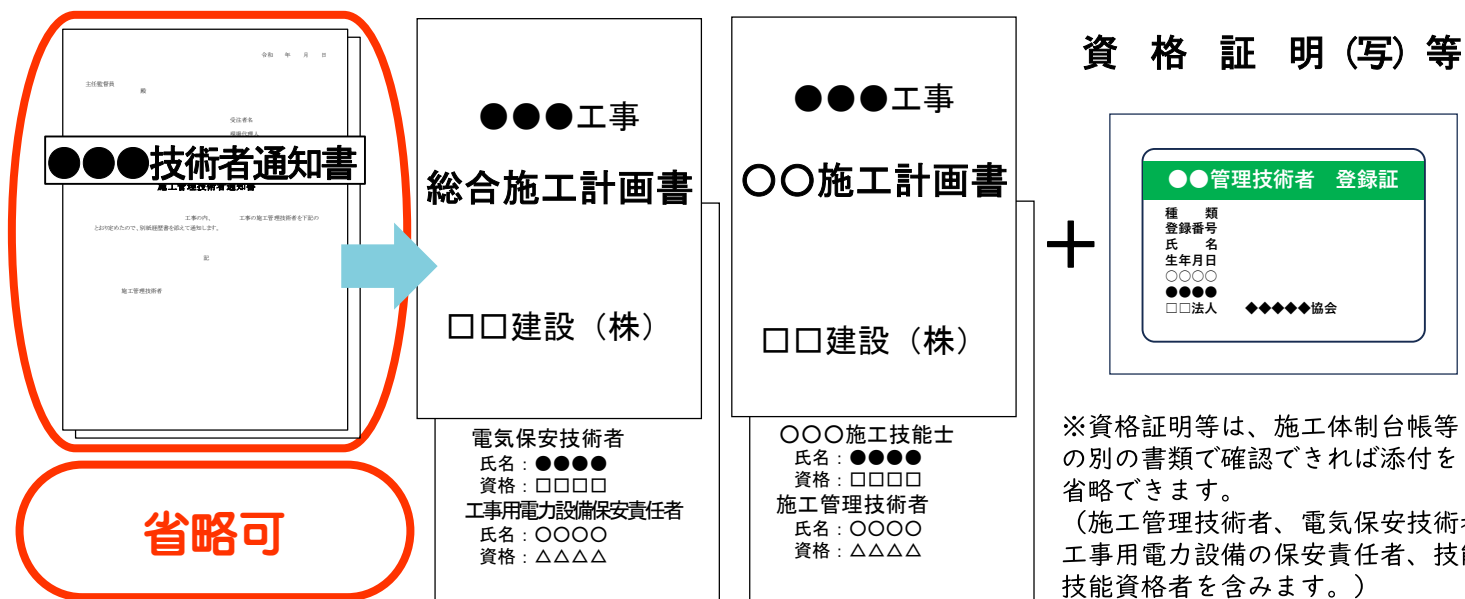 令和　年　月　日
主任監督員
殿
受注者名
●●●技術者通知書
施工管理技術者通知書
工事の内、　　工事の施工管理技術者を下記の
とおり定めたので、別紙経歴書を添えて通知します。
記
施工管理技術者
省略可
●●●工事
総合施工計画書
□□建設（株）
電気保安技術者
氏名：●●●●
資格：□□□□
工事用電力設備保安責任者
氏名：○○○○
資格：△△△△
●●●工事
○○施工計画書
□□建設（株）
○○○施工技能士
氏名：●●●●
資格：□□□□
施工管理技術者
氏名：○○○○
資格：△△△△
＋
資　格　証　明（写）等
●●管理技術者　登録証
種　　類
登録番号
氏　　名
生年月日
○○○○
●●●●
□□法人　◆◆◆◆◆協会
※資格証明等は、施工体制台帳等
の別の書類で確認できれば添付を
省略できます。
（施工管理技術者、電気保安技術
工事用電力設備の保安責任者、技
技能資格者を含みます。）